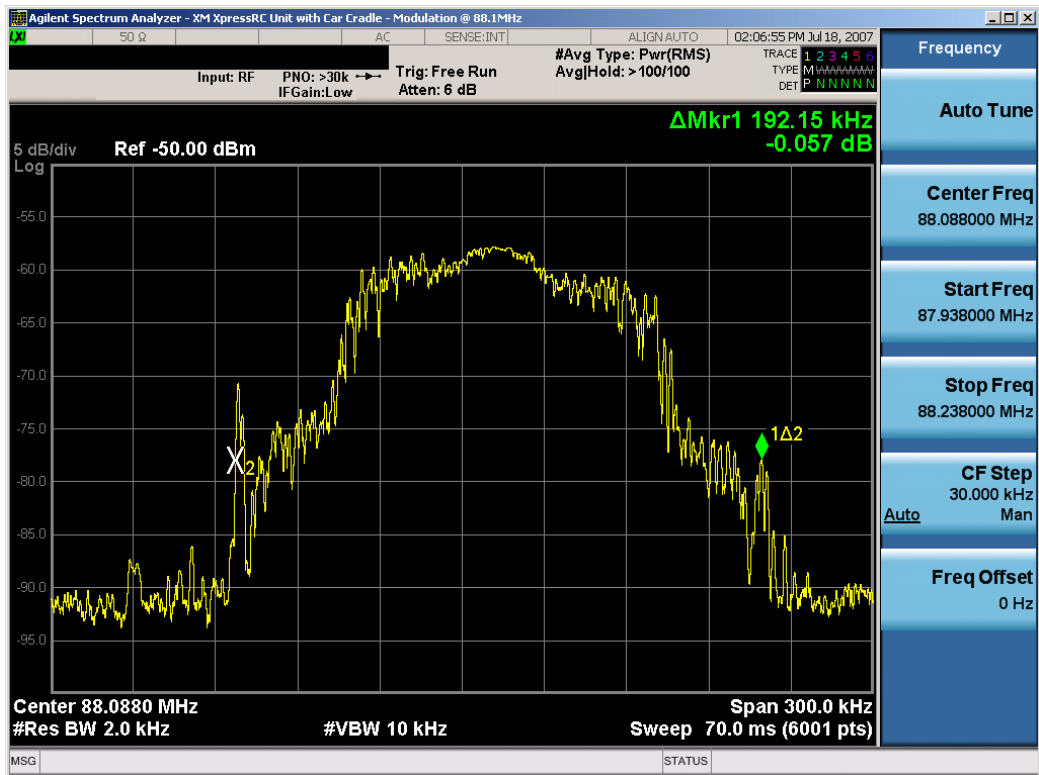 Agilent Spectrum Analyzer - XM XpressRC Unit with Car Cradle - Modulation @ 88.1MHz
LXI 50 Ω AC SENSE:INT ALIGN AUTO 02:06:55 PM Jul 18, 2007
Frequency
Input: RF PNO: >30k Trig: Free Run #Avg Type: Pwr(RMS) TRACE 1 2 3 4 5 6
IFGain:Low Atten: 6 dB Avg|Hold: >100/100 TYPE MWWWWW
DET P N N N N N
Auto Tune
ΔMkr1 192.15 kHz
-0.057 dB
5 dB/div Ref -50.00 dBm
Log
-55.0
-60.0
-65.0
-70.0
-75.0
-80.0
-85.0
-90.0
-95.0
X2
1Δ2
Center Freq
88.088000 MHz
Start Freq
87.938000 MHz
Stop Freq
88.238000 MHz
CF Step
30.000 kHz
Auto Man
Freq Offset
0 Hz
Center 88.0880 MHz Span 300.0 kHz
#Res BW 2.0 kHz #VBW 10 kHz Sweep 70.0 ms (6001 pts)
MSG STATUS